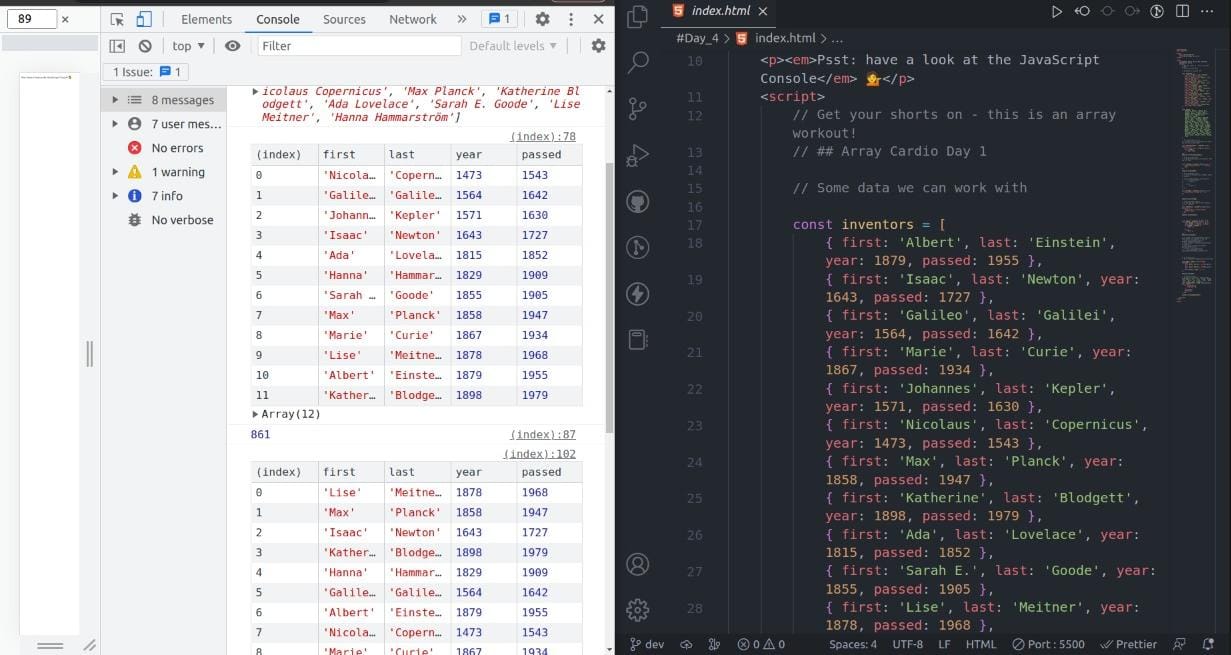 89 ×
Elements Console Sources Network » 1
top ▼ Filter Default levels ▼
1 Issue: 1
8 messages
7 user mes...
No errors
1 warning
7 info
No verbose
icolaus Copernicus', 'Max Planck', 'Katherine Bl
odgett', 'Ada Lovelace', 'Sarah E. Goode', 'Lise
Meitner', 'Hanna Hammarström']
(index):78
(index) first last year passed
0 'Nicola… 'Copern… 1473 1543
1 'Galile… 'Galile… 1564 1642
2 'Johann… 'Kepler' 1571 1630
3 'Isaac' 'Newton' 1643 1727
4 'Ada' 'Lovela… 1815 1852
5 'Hanna' 'Hammar… 1829 1909
6 'Sarah … 'Goode' 1855 1905
7 'Max' 'Planck' 1858 1947
8 'Marie' 'Curie' 1867 1934
9 'Lise' 'Meitne… 1878 1968
10 'Albert' 'Einste… 1879 1955
11 'Kather… 'Blodge… 1898 1979
Array(12)
861 (index):87
(index):102
(index) first last year passed
0 'Lise' 'Meitne… 1878 1968
1 'Max' 'Planck' 1858 1947
2 'Isaac' 'Newton' 1643 1727
3 'Kather… 'Blodge… 1898 1979
4 'Hanna' 'Hammar… 1829 1909
5 'Galile… 'Galile… 1564 1642
6 'Albert' 'Einste… 1879 1955
7 'Nicola… 'Copern… 1473 1543
8 'Marie' 'Curie' 1867 1934
index.html ×
#Day_4 > index.html > ...
10 <p><em>Psst: have a look at the JavaScript
Console</em> 💁</p>
11 <script>
12 // Get your shorts on - this is an array
workout!
13 // ## Array Cardio Day 1
14
15 // Some data we can work with
16
17 const inventors = [
18 { first: 'Albert', last: 'Einstein',
year: 1879, passed: 1955 },
19 { first: 'Isaac', last: 'Newton', year:
1643, passed: 1727 },
20 { first: 'Galileo', last: 'Galilei',
year: 1564, passed: 1642 },
21 { first: 'Marie', last: 'Curie', year:
1867, passed: 1934 },
22 { first: 'Johannes', last: 'Kepler',
year: 1571, passed: 1630 },
23 { first: 'Nicolaus', last: 'Copernicus',
year: 1473, passed: 1543 },
24 { first: 'Max', last: 'Planck', year:
1858, passed: 1947 },
25 { first: 'Katherine', last: 'Blodgett',
year: 1898, passed: 1979 },
26 { first: 'Ada', last: 'Lovelace', year:
1815, passed: 1852 },
27 { first: 'Sarah E.', last: 'Goode', year:
1855, passed: 1905 },
28 { first: 'Lise', last: 'Meitner', year:
1878, passed: 1968 },
dev 0 0 Spaces: 4 UTF-8 LF HTML Port : 5500 Prettier